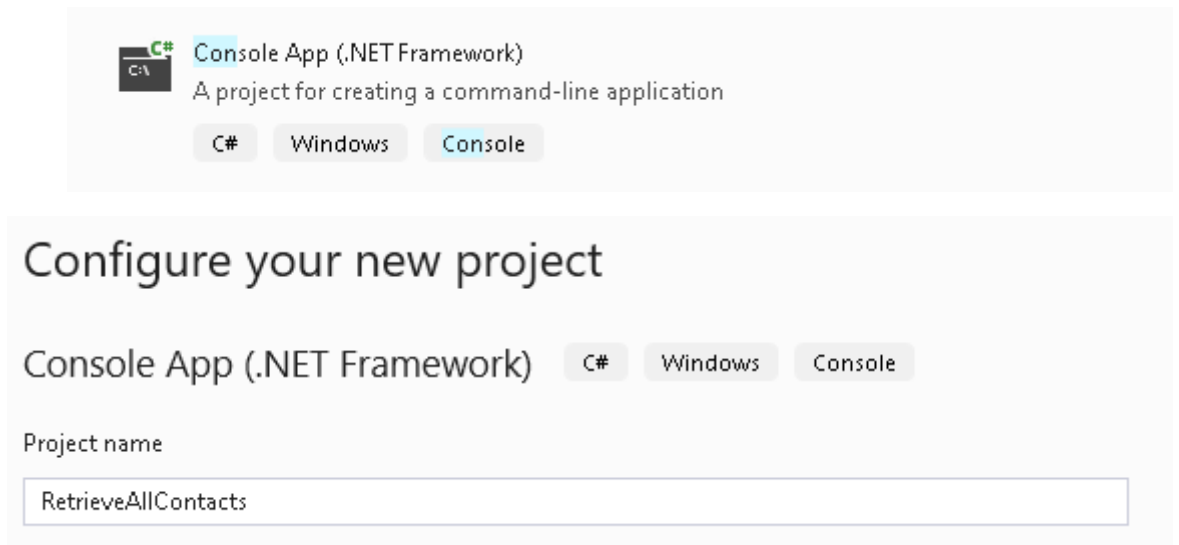 C#
C:\
Console App (.NET Framework)
A project for creating a command-line application
C# Windows Console
Configure your new project
Console App (.NET Framework) C# Windows Console
Project name
RetrieveAllContacts